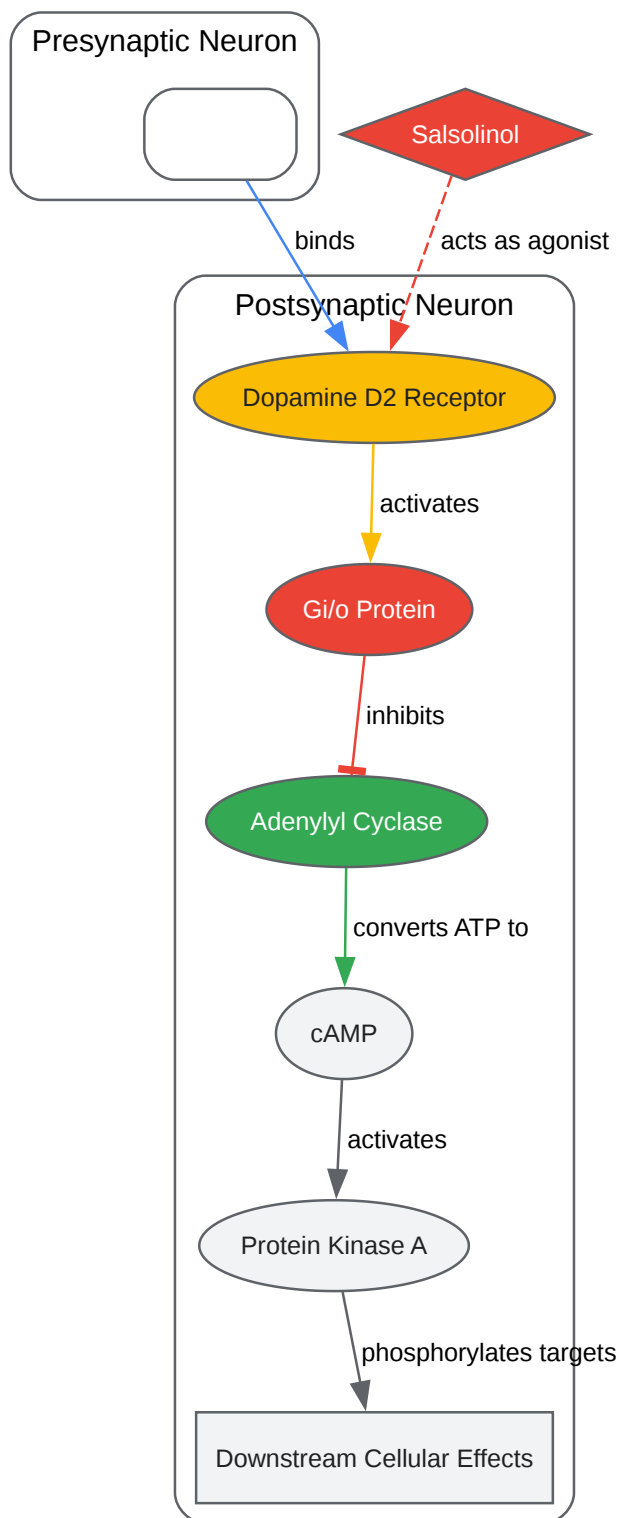 Presynaptic Neuron
Salsolinol
binds
acts as agonist
Postsynaptic Neuron
Dopamine D2 Receptor
activates
Gi/o Protein
inhibits
Adenylyl Cyclase
converts ATP to
cAMP
activates
Protein Kinase A
phosphorylates targets
Downstream Cellular Effects